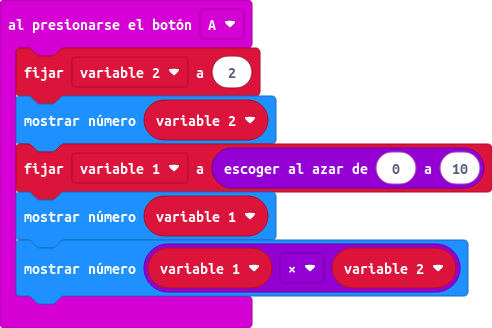 al presionarse el botón A
fijar variable 2 a 2
mostrar número variable 2
fijar variable 1 a escoger al azar de 0 a 10
mostrar número variable 1
mostrar número variable 1 × variable 2